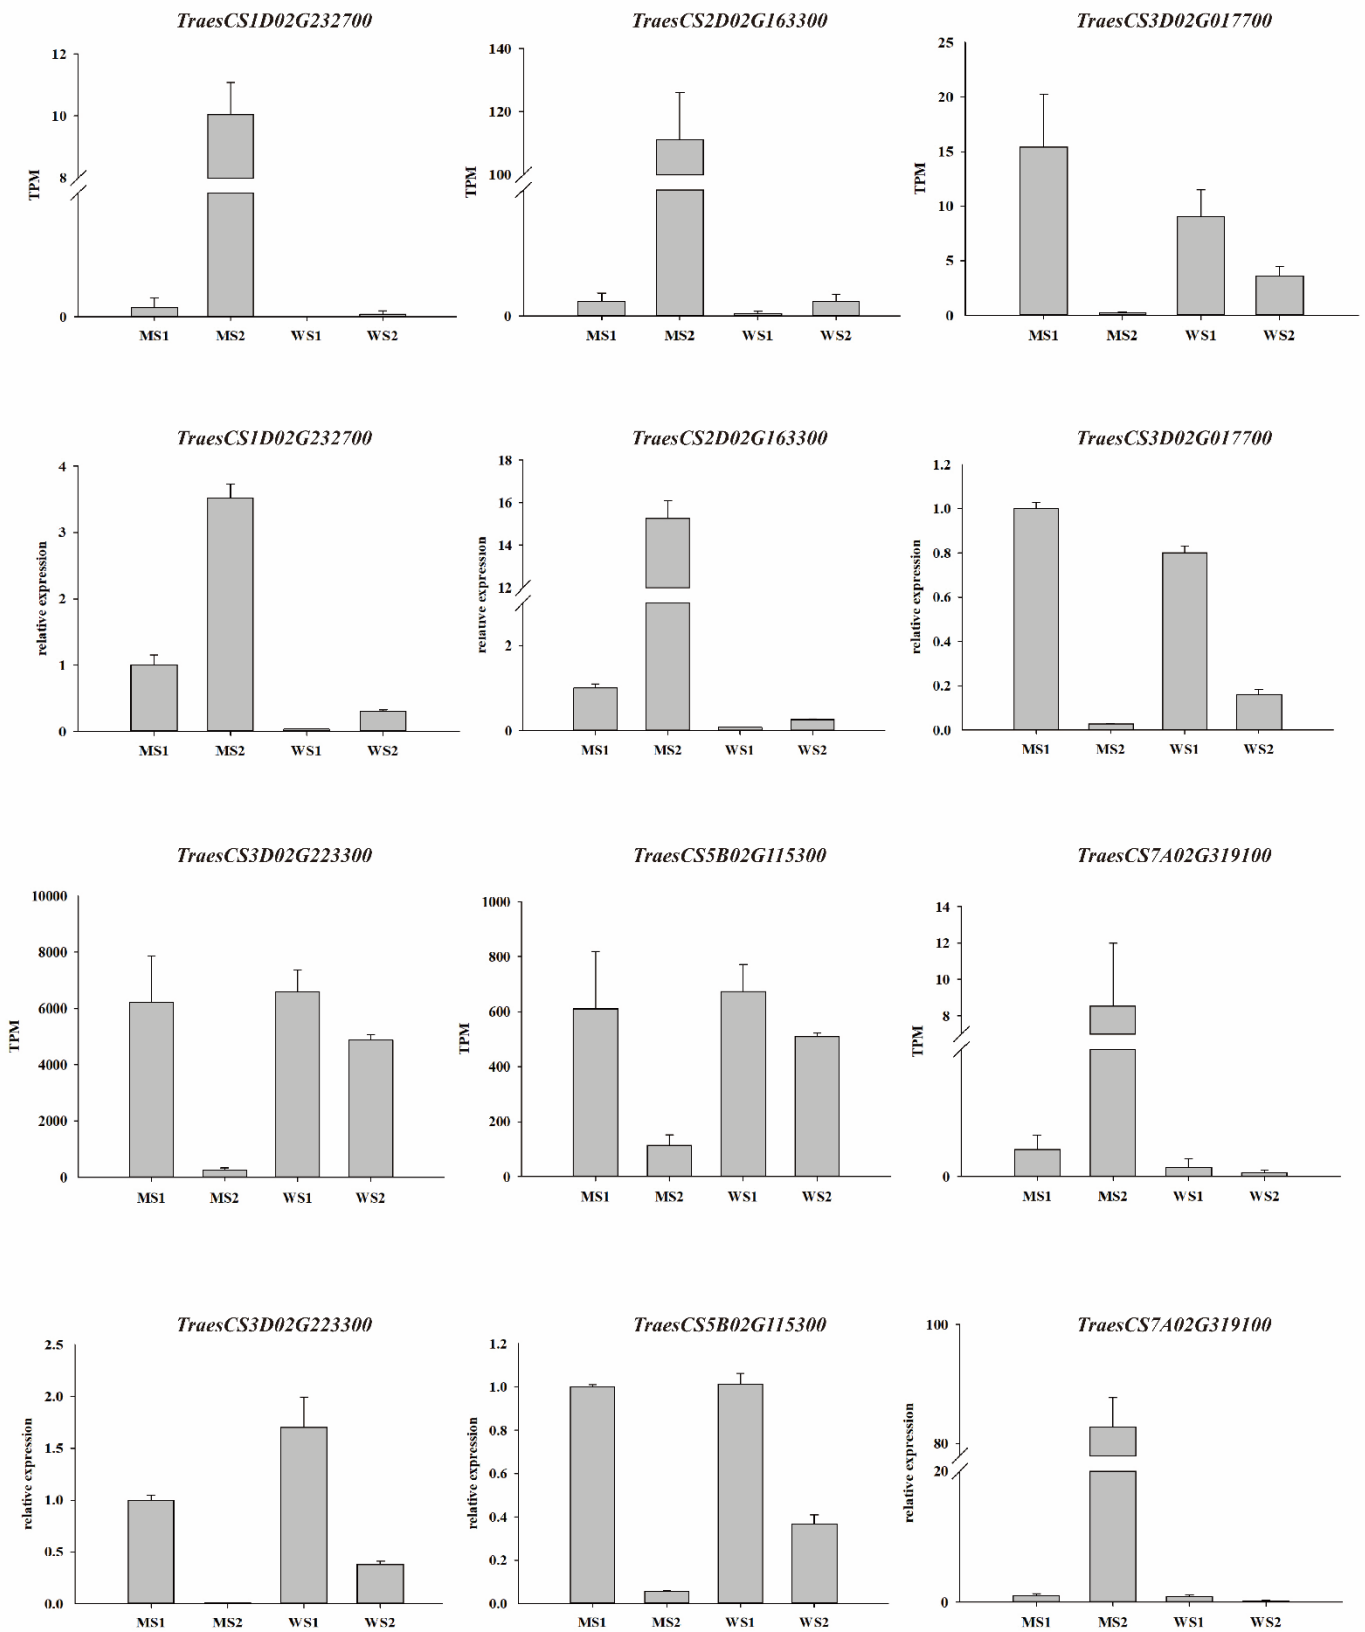 TraesCS1D02G232700
12
10
8
0
TPM
MS1 MS2 WS1 WS2
TraesCS2D02G163300
140
120
100
0
TPM
MS1 MS2 WS1 WS2
TraesCS3D02G017700
25
20
15
10
5
0
TPM
MS1 MS2 WS1 WS2
TraesCS1D02G232700
4
3
2
1
0
relative expression
MS1 MS2 WS1 WS2
TraesCS2D02G163300
18
16
14
12
2
0
relative expression
MS1 MS2 WS1 WS2
TraesCS3D02G017700
1.2
1.0
0.8
0.6
0.4
0.2
0.0
relative expression
MS1 MS2 WS1 WS2
TraesCS3D02G223300
10000
8000
6000
4000
2000
0
TPM
MS1 MS2 WS1 WS2
TraesCS5B02G115300
1000
800
600
400
200
0
TPM
MS1 MS2 WS1 WS2
TraesCS7A02G319100
14
12
10
8
0
TPM
MS1 MS2 WS1 WS2
TraesCS3D02G223300
2.5
2.0
1.5
1.0
0.5
0.0
relative expression
MS1 MS2 WS1 WS2
TraesCS5B02G115300
1.2
1.0
0.8
0.6
0.4
0.2
0.0
relative expression
MS1 MS2 WS1 WS2
TraesCS7A02G319100
100
80
20
0
relative expression
MS1 MS2 WS1 WS2